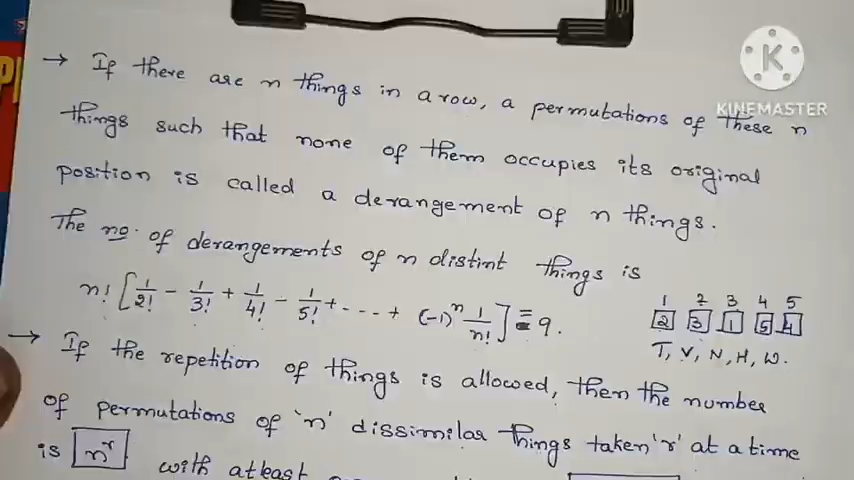 K
KINEMASTER
→ If there are n things in a row, a permutations of these n
things such that none of them occupies its original
position is called a derangement of n things.
The no. of derangements of n distint things is
n! [1/2! - 1/3! + 1/4! - 1/5! + ---- + (-1)^n 1/n!] = 9.
1 2 3 4 5
2 3 1 5 4
T, V, N, H, W.
→ If the repetition of things is allowed, then the number
of permutations of 'n' dissimilar things taken 'r' at a time
is n^r with atleast